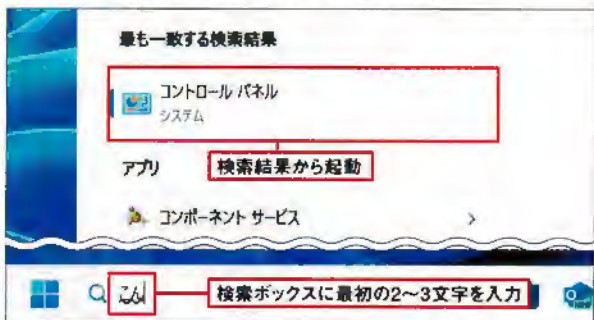 最も一致する検索結果
コントロール パネル
システム
アプリ
検索結果から起動
コンポーネント サービス
こん
検索ボックスに最初の2〜3文字を入力